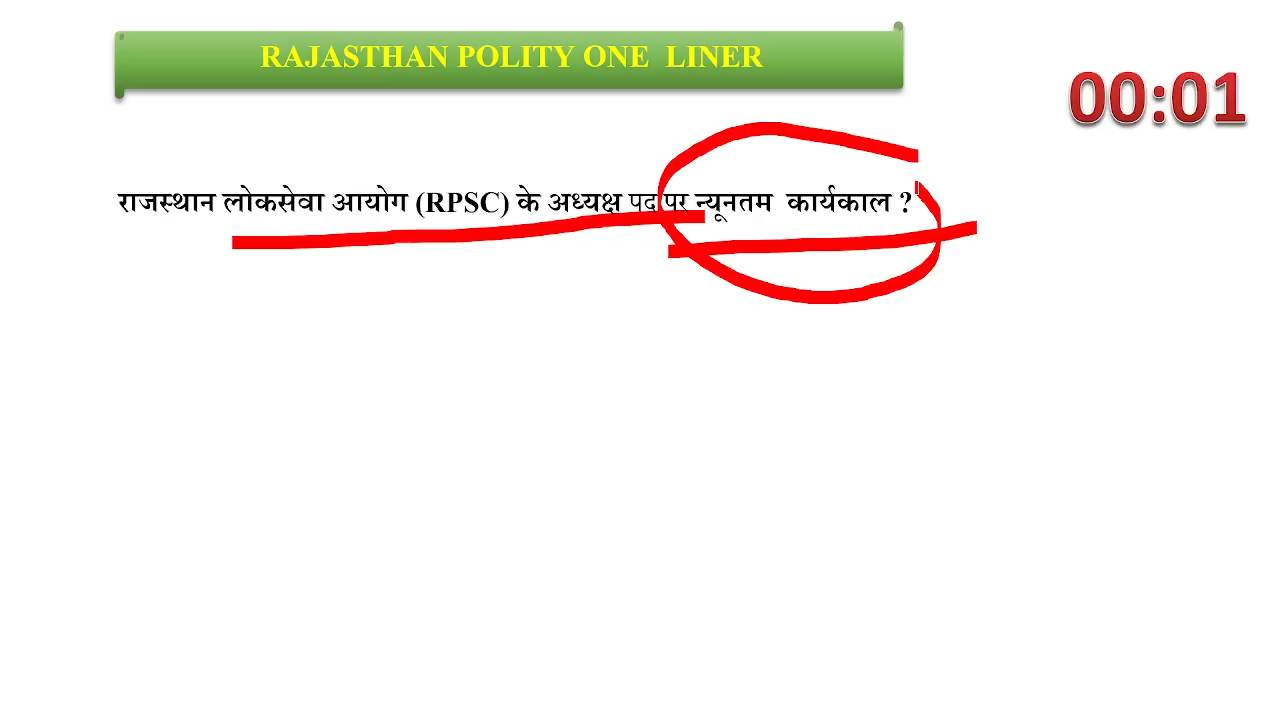 RAJASTHAN POLITY ONE LINER
00:01
राजस्थान लोकसेवा आयोग (RPSC) के अध्यक्ष पद पर न्यूनतम कार्यकाल ?